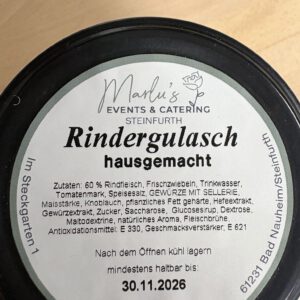 Marlu's
EVENTS & CATERING
STEINFURTH
Rindergulasch
hausgemacht
Zutaten: 60 % Rindfleisch, Frischzwiebeln, Trinkwasser,
Tomatenmark, Speisesalz, GEWÜRZE MIT SELLERIE,
Maisstärke, Knoblauch, pflanzliches Fett gehärte, Hefeextrakt,
Gewürzextrakt, Zucker, Saccharose, Glucosesirup, Dextrose,
Maltodextrine, natürliches Aroma, Fleischbrühe,
Antioxidationsmittel: E 330, Geschmacksverstärker, E 621
Nach dem Öffnen kühl lagern
mindestens haltbar bis:
30.11.2026
Im Steckgarten 1
61231 Bad Nauheim/Steinfurth